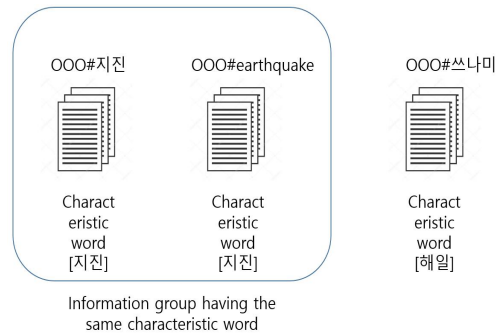 OOO#지진
OOO#earthquake
OOO#쓰나미
Charact
eristic
word
[지진]
Charact
eristic
word
[지진]
Charact
eristic
word
[해일]
Information group having the
same characteristic word